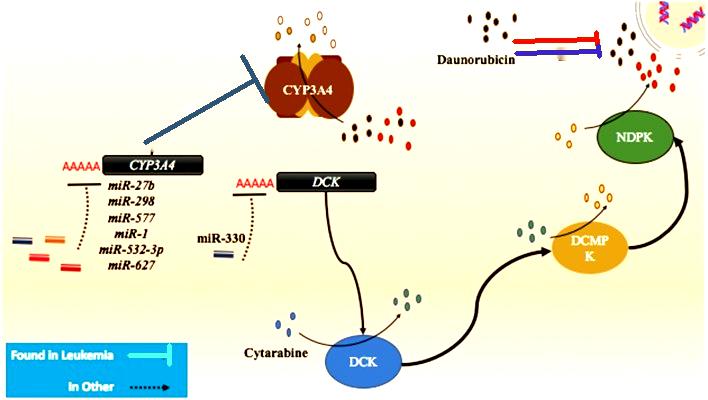 Daunorubicin
CYP3A4
NDPK
AAAAA CYP3A4
miR-27b
miR-298
miR-577
miR-1
miR-532-3p
miR-627
AAAAA DCK
miR-330
DCMP
K
Cytarabine
DCK
Found in Leukemia
In Other